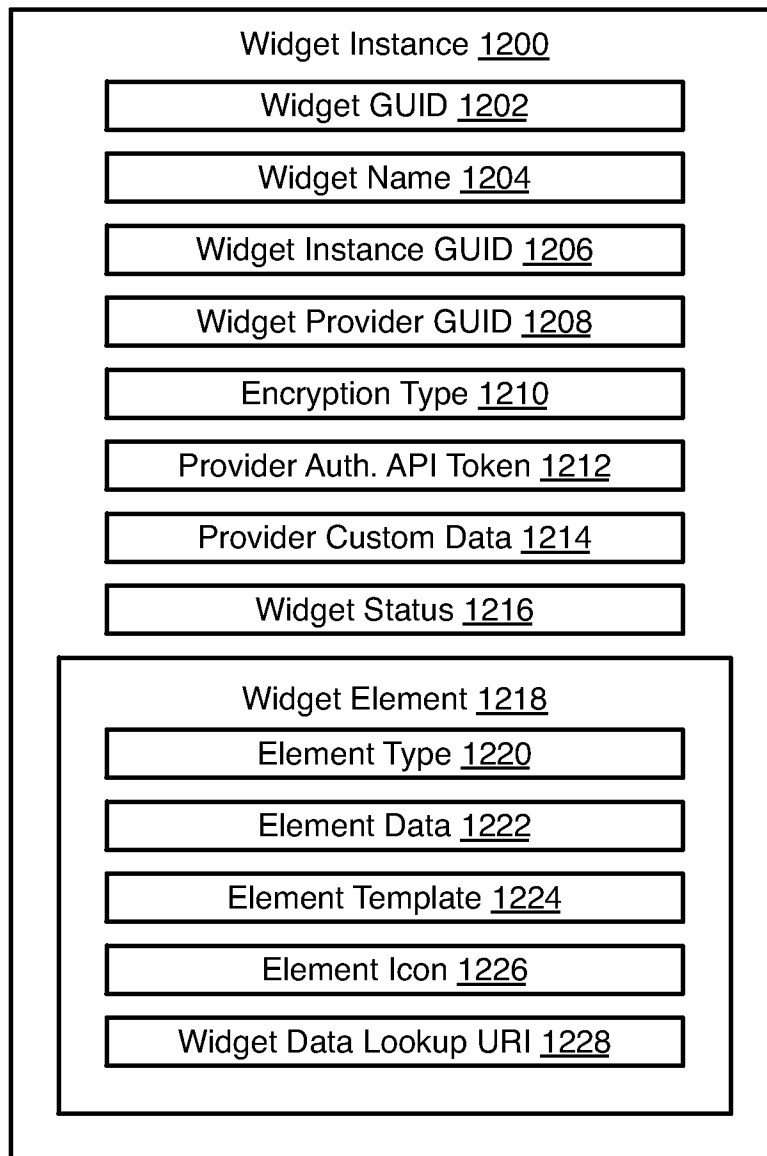 Widget Instance 1200
Widget GUID 1202
Widget Name 1204
Widget Instance GUID 1206
Widget Provider GUID 1208
Encryption Type 1210
Provider Auth. API Token 1212
Provider Custom Data 1214
Widget Status 1216
Widget Element 1218
Element Type 1220
Element Data 1222
Element Template 1224
Element Icon 1226
Widget Data Lookup URI 1228